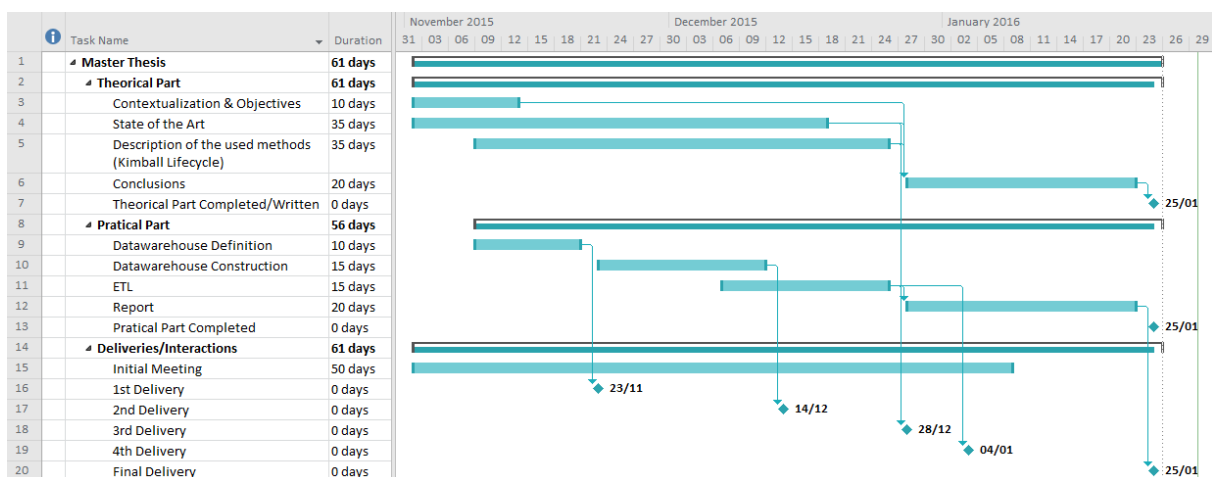 November 2015 December 2015 January 2016
Task Name Duration 31 03 06 09 12 15 18 21 24 27 30 03 06 09 12 15 18 21 24 27 30 02 05 08 11 14 17 20 23 26 29
1 Master Thesis 61 days
2 Theorical Part 61 days
3 Contextualization & Objectives 10 days
4 State of the Art 35 days
5 Description of the used methods 35 days
(Kimball Lifecycle)
6 Conclusions 20 days
7 Theorical Part Completed/Written 0 days 25/01
8 Pratical Part 56 days
9 Datawarehouse Definition 10 days
10 Datawarehouse Construction 15 days
11 ETL 15 days
12 Report 20 days
13 Pratical Part Completed 0 days 25/01
14 Deliveries/Interactions 61 days
15 Initial Meeting 50 days
16 1st Delivery 0 days 23/11
17 2nd Delivery 0 days 14/12
18 3rd Delivery 0 days 28/12
19 4th Delivery 0 days 04/01
20 Final Delivery 0 days 25/01